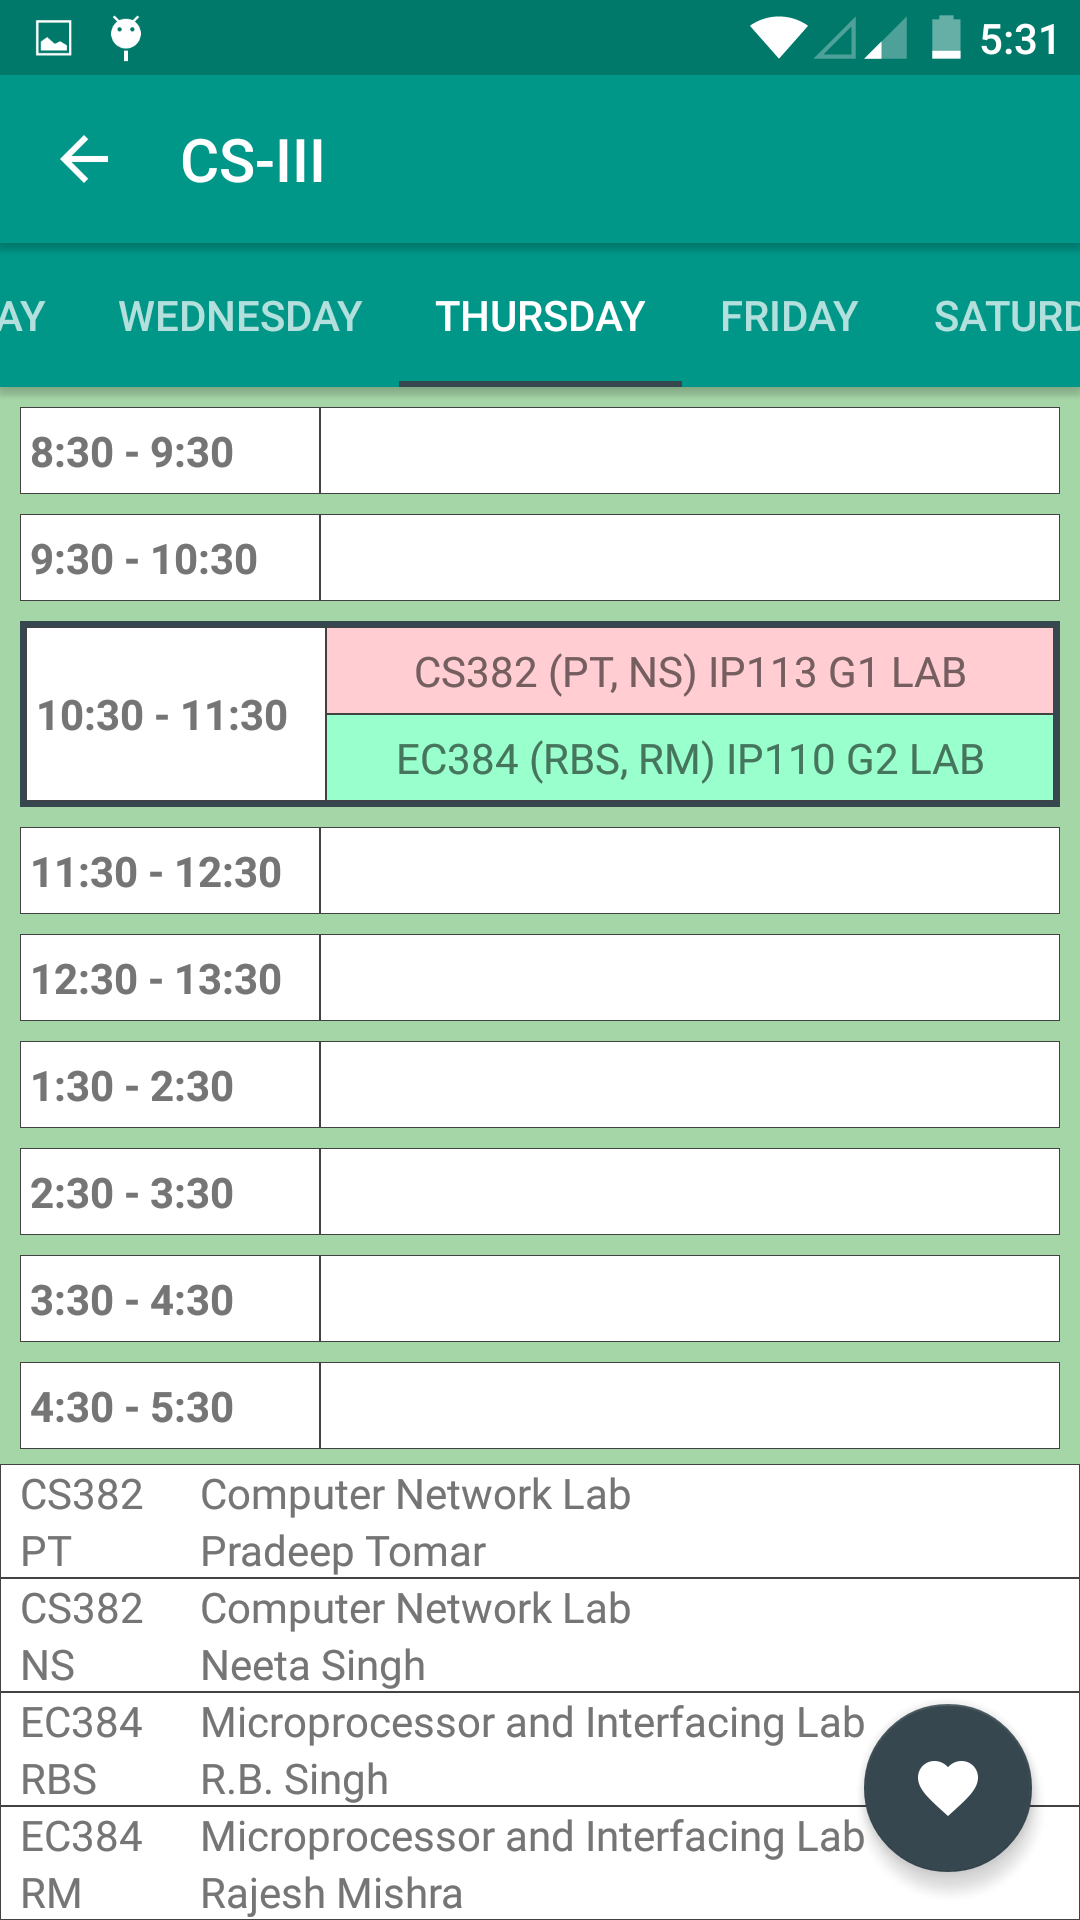 5:31
CS-III
AY WEDNESDAY THURSDAY FRIDAY SATURD
8:30 - 9:30
9:30 - 10:30
10:30 - 11:30
CS382 (PT, NS) IP113 G1 LAB
EC384 (RBS, RM) IP110 G2 LAB
11:30 - 12:30
12:30 - 13:30
1:30 - 2:30
2:30 - 3:30
3:30 - 4:30
4:30 - 5:30
CS382 Computer Network Lab
PT Pradeep Tomar
CS382 Computer Network Lab
NS Neeta Singh
EC384 Microprocessor and Interfacing Lab
RBS R.B. Singh
EC384 Microprocessor and Interfacing Lab
RM Rajesh Mishra